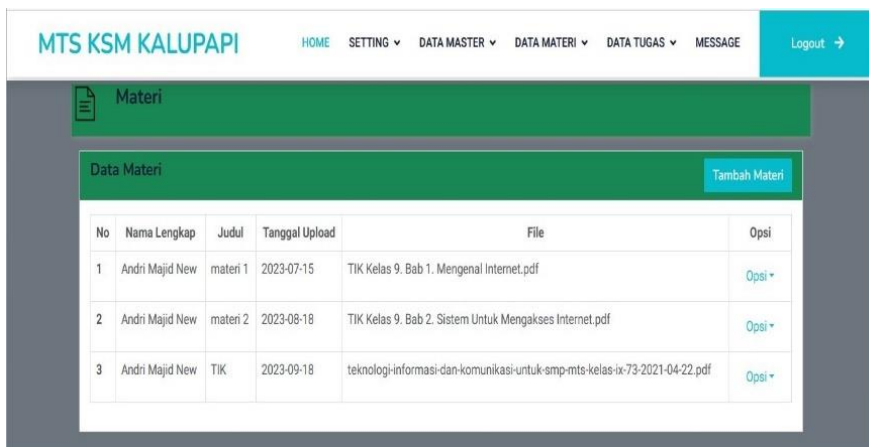 MTS KSM KALUPAPI HOME SETTING DATA MASTER DATA MATERI DATA TUGAS MESSAGE Logout
Materi
Data Materi Tambah Materi
No Nama Lengkap Judul Tanggal Upload File Opsi
1 Andri Majid New materi 1 2023-07-15 TIK Kelas 9. Bab 1. Mengenal Internet.pdf Opsi
2 Andri Majid New materi 2 2023-08-18 TIK Kelas 9. Bab 2. Sistem Untuk Mengakses Internet.pdf Opsi
3 Andri Majid New TIK 2023-09-18 teknologi-informasi-dan-komunikasi-untuk-smp-mts-kelas-ix-73-2021-04-22.pdf Opsi